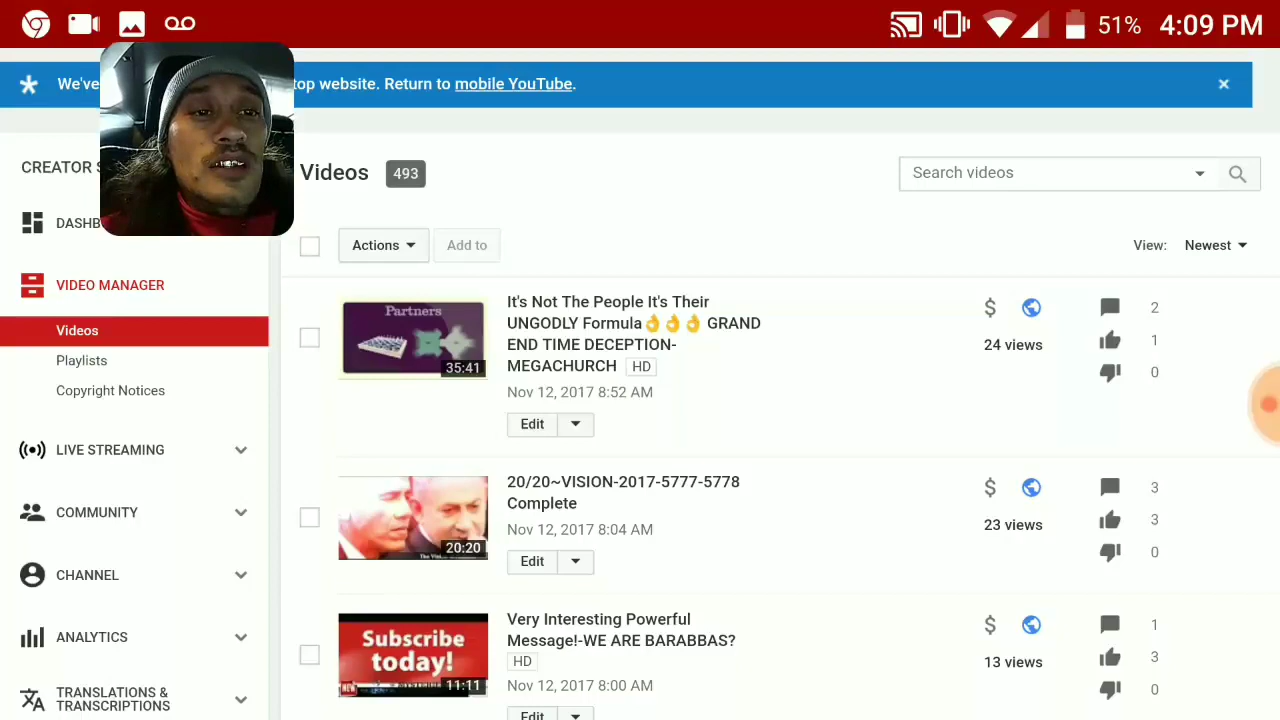 51% 4:09 PM
We've top website. Return to mobile YouTube.
CREATOR S
Videos 493
Search videos
DASHB
Actions Add to
View: Newest
VIDEO MANAGER
Videos
Playlists
Copyright Notices
LIVE STREAMING
COMMUNITY
CHANNEL
ANALYTICS
TRANSLATIONS &
TRANSCRIPTIONS
Partners
35:41
It's Not The People It's Their
UNGODLY Formula👌👌👌 GRAND
END TIME DECEPTION-
MEGACHURCH HD
Nov 12, 2017 8:52 AM
Edit
$
24 views
2
1
0
20:20
20/20~VISION-2017-5777-5778
Complete
Nov 12, 2017 8:04 AM
Edit
$
23 views
3
3
0
Subscribe
today!
11:11
Very Interesting Powerful
Message!-WE ARE BARABBAS?
HD
Nov 12, 2017 8:00 AM
Edit
$
13 views
1
3
0